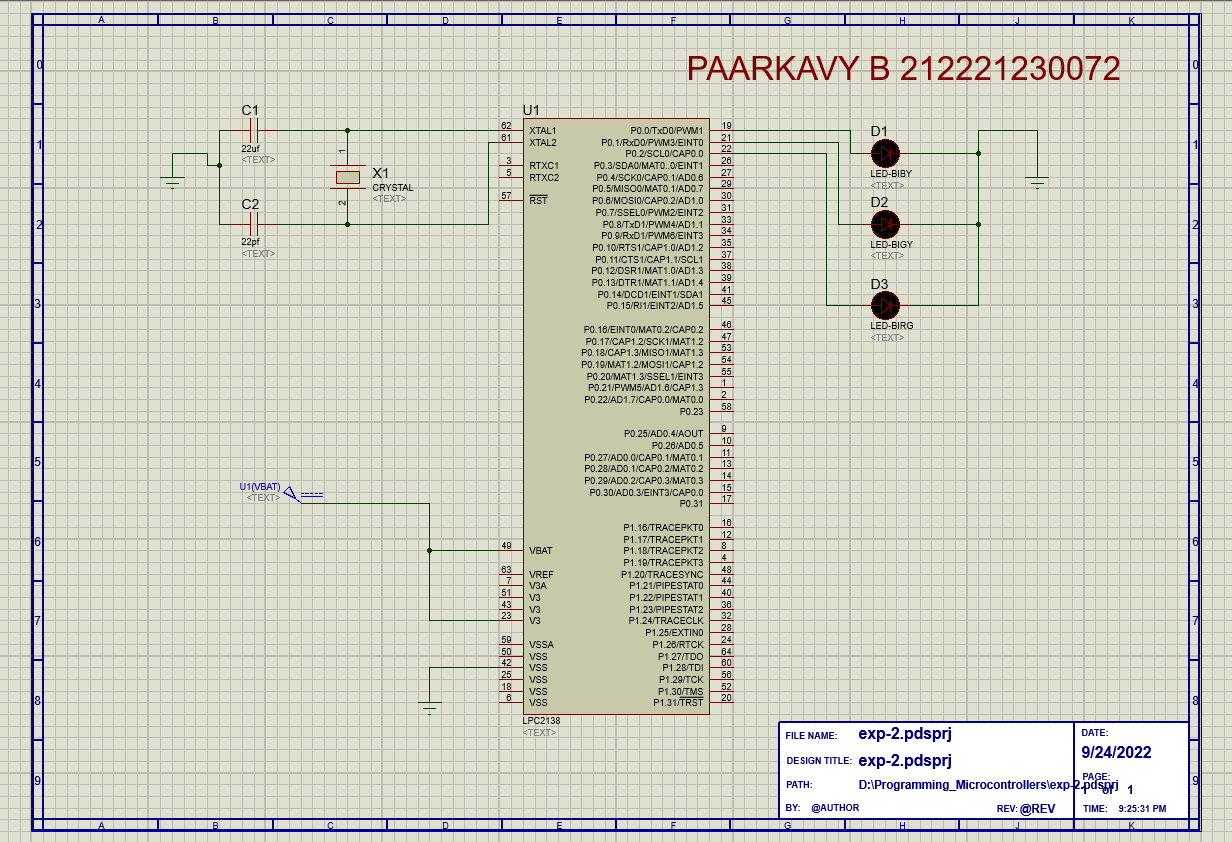 A B C D E F G H J K
PAARKAVY B 212221230072
0 0
1 1
2 2
3 3
4 4
5 5
6 6
7 7
8 8
9 9
C1
22uf
<TEXT>
C2
22pf
<TEXT>
1
X1
CRYSTAL
<TEXT>
2
U1
62 XTAL1
61 XTAL2
3 RTXC1
5 RTXC2
57 RST
U1(VBAT)
<TEXT>
49 VBAT
63 VREF
7 V3A
51 V3
43 V3
23 V3
59 VSSA
50 VSS
42 VSS
25 VSS
18 VSS
6 VSS
P0.0/TxD0/PWM1 19
P0.1/RxD0/PWM3/EINT0 21
P0.2/SCL0/CAP0.0 22
P0.3/SDA0/MAT0..0/EINT1 26
P0.4/SCK0/CAP0.1/AD0.6 27
P0.5/MISO0/MAT0.1/AD0.7 29
P0.6/MOSI0/CAP0.2/AD1.0 30
P0.7/SSEL0/PWM2/EINT2 31
P0.8/TxD1/PWM4/AD1.1 33
P0.9/RxD1/PWM6/EINT3 34
P0.10/RTS1/CAP1.0/AD1.2 35
P0.11/CTS1/CAP1.1/SCL1 37
P0.12/DSR1/MAT1.0/AD1.3 38
P0.13/DTR1/MAT1.1/AD1.4 39
P0.14/DCD1/EINT1/SDA1 41
P0.15/RI1/EINT2/AD1.5 45
P0.16/EINT0/MAT0.2/CAP0.2 46
P0.17/CAP1.2/SCK1/MAT1.2 47
P0.18/CAP1.3/MISO1/MAT1.3 53
P0.19/MAT1.2/MOSI1/CAP1.2 54
P0.20/MAT1.3/SSEL1/EINT3 55
P0.21/PWM5/AD1.6/CAP1.3 1
P0.22/AD1.7/CAP0.0/MAT0.0 2
P0.23 58
P0.25/AD0.4/AOUT 9
P0.26/AD0.5 10
P0.27/AD0.0/CAP0.1/MAT0.1 11
P0.28/AD0.1/CAP0.2/MAT0.2 13
P0.29/AD0.2/CAP0.3/MAT0.3 14
P0.30/AD0.3/EINT3/CAP0.0 15
P0.31 17
P1.16/TRACEPKT0 16
P1.17/TRACEPKT1 12
P1.18/TRACEPKT2 8
P1.19/TRACEPKT3 4
P1.20/TRACESYNC 48
P1.21/PIPESTAT0 44
P1.22/PIPESTAT1 40
P1.23/PIPESTAT2 36
P1.24/TRACECLK 32
P1.25/EXTIN0 28
P1.26/RTCK 24
P1.27/TDO 64
P1.28/TDI 60
P1.29/TCK 56
P1.30/TMS 52
P1.31/TRST 20
LPC2138
<TEXT>
D1
LED-BIBY
<TEXT>
D2
LED-BIGY
<TEXT>
D3
LED-BIRG
<TEXT>
FILE NAME: exp-2.pdsprj
DESIGN TITLE: exp-2.pdsprj
PATH: D:\Programming_Microcontrollers\exp-2.pdsprj
BY: @AUTHOR
REV: @REV
DATE:
9/24/2022
PAGE:
1 of 1
TIME: 9:25:31 PM
A B C D E F G H J K